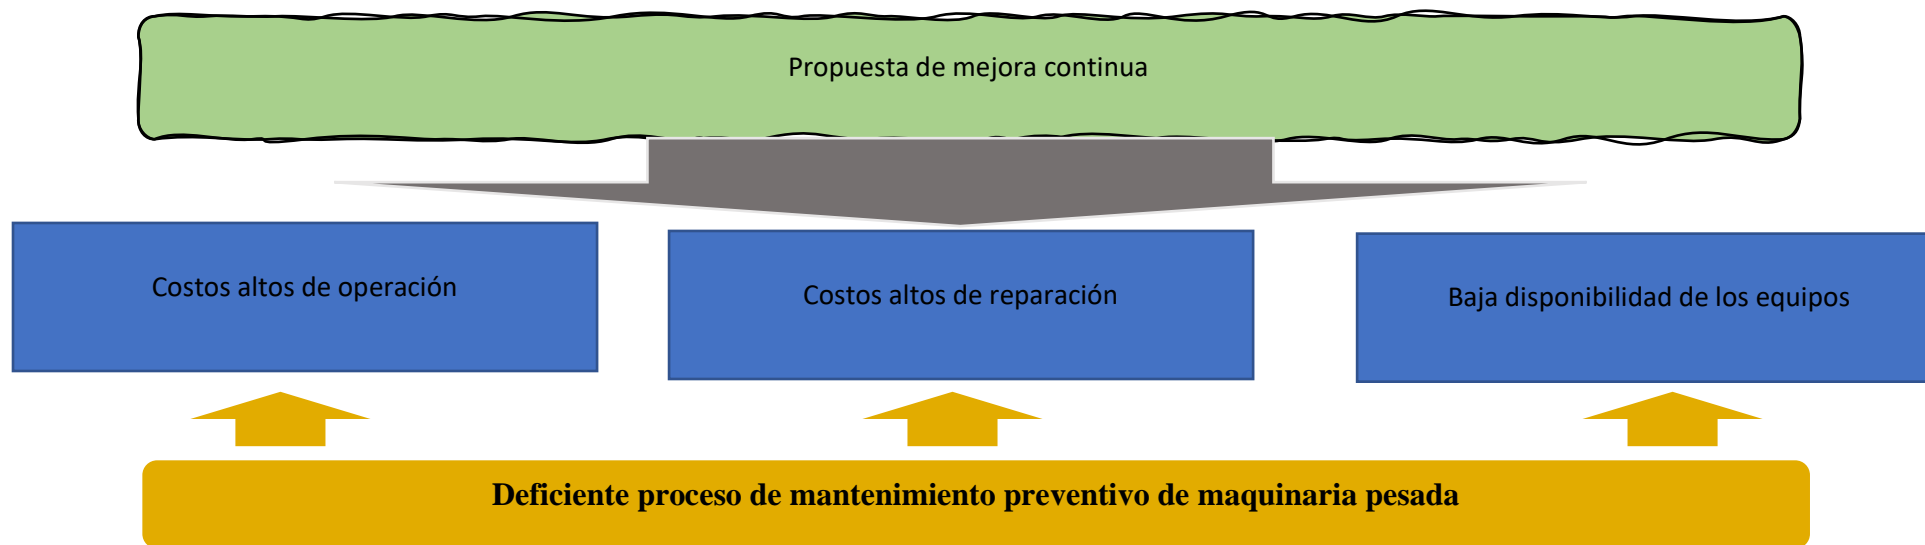 Propuesta de mejora continua
Costos altos de operación
Costos altos de reparación
Baja disponibilidad de los equipos
Deficiente proceso de mantenimiento preventivo de maquinaria pesada